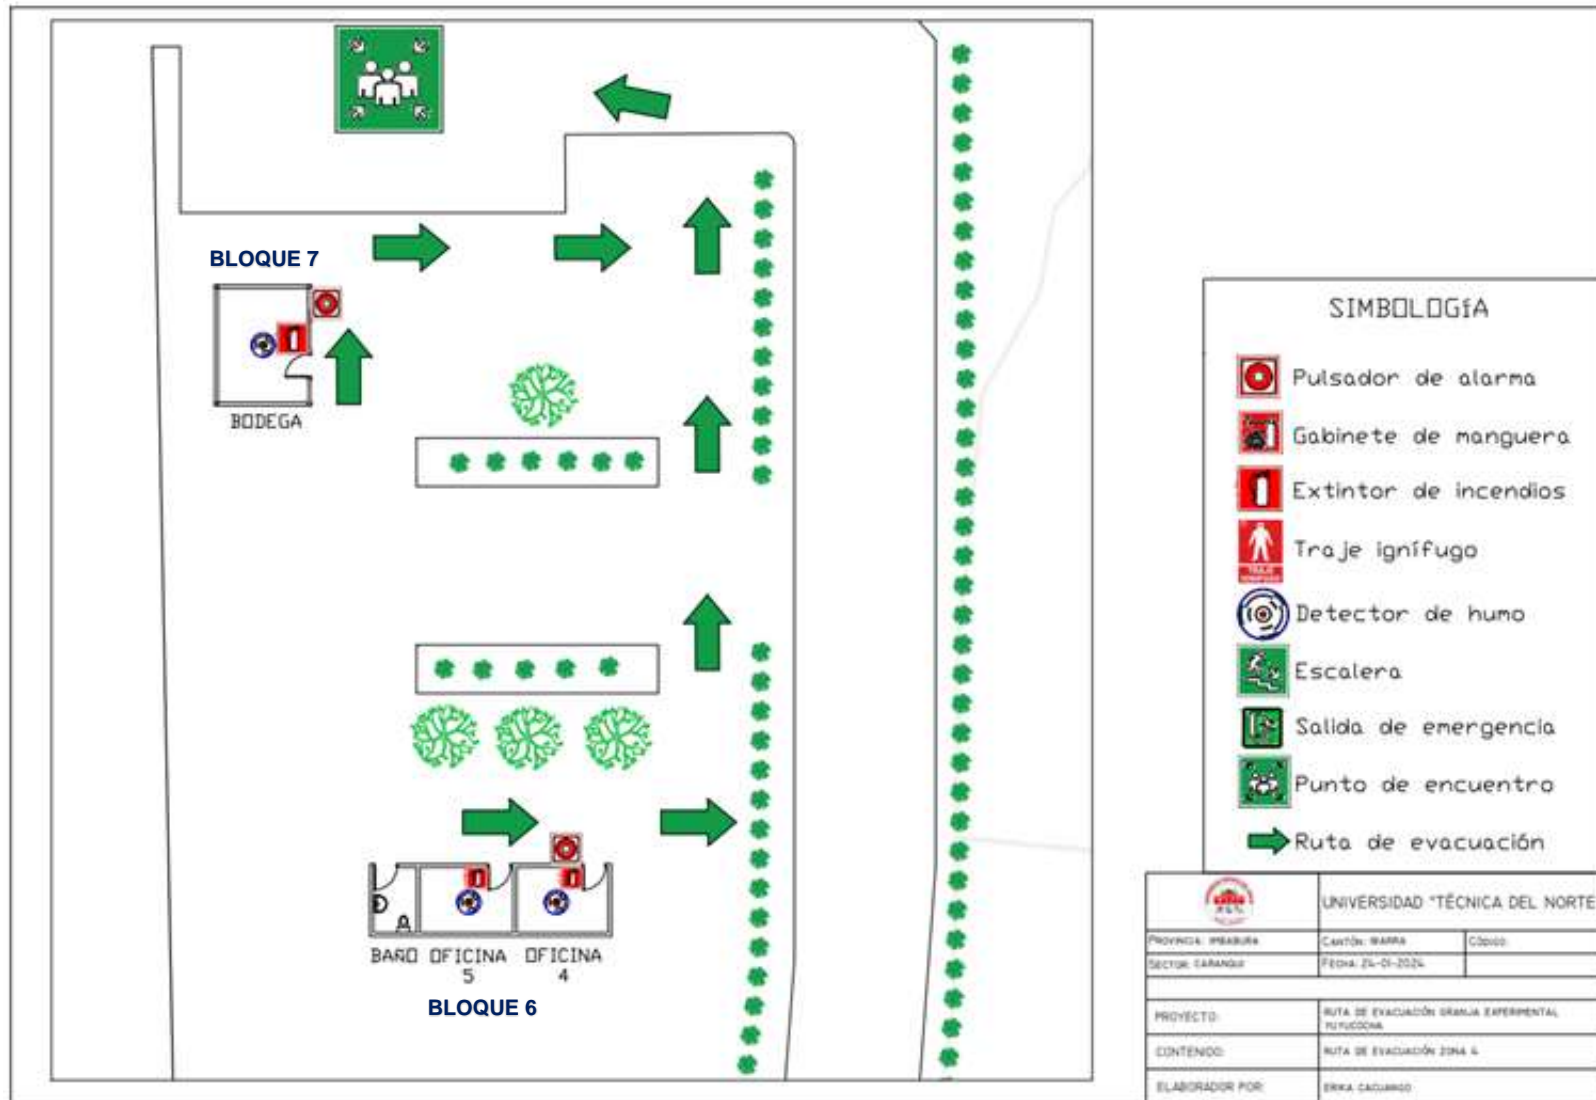 BLOQUE 7
BODEGA
BAÑO
OFICINA
5
OFICINA
4
BLOQUE 6
SIMBOLOGíA
Pulsador de alarma
Gabinete de manguera
Extintor de incendios
Traje ignífugo
Detector de humo
Escalera
Salida de emergencia
Punto de encuentro
Ruta de evacuación
UNIVERSIDAD "TÉCNICA DEL NORTE
PROVINCIA: IMBABURA
CANTÓN: IBARRA
CÓDIGO:
SECTOR: CARANQUI
FECHA: 24-01-2024
PROYECTO:
RUTA DE EVACUACIÓN GRANJA EXPERIMENTAL
YUYUCOCHA
CONTENIDO:
RUTA DE EVACUACIÓN ZONA 4
ELABORADOR POR:
ERIKA CACUANGO